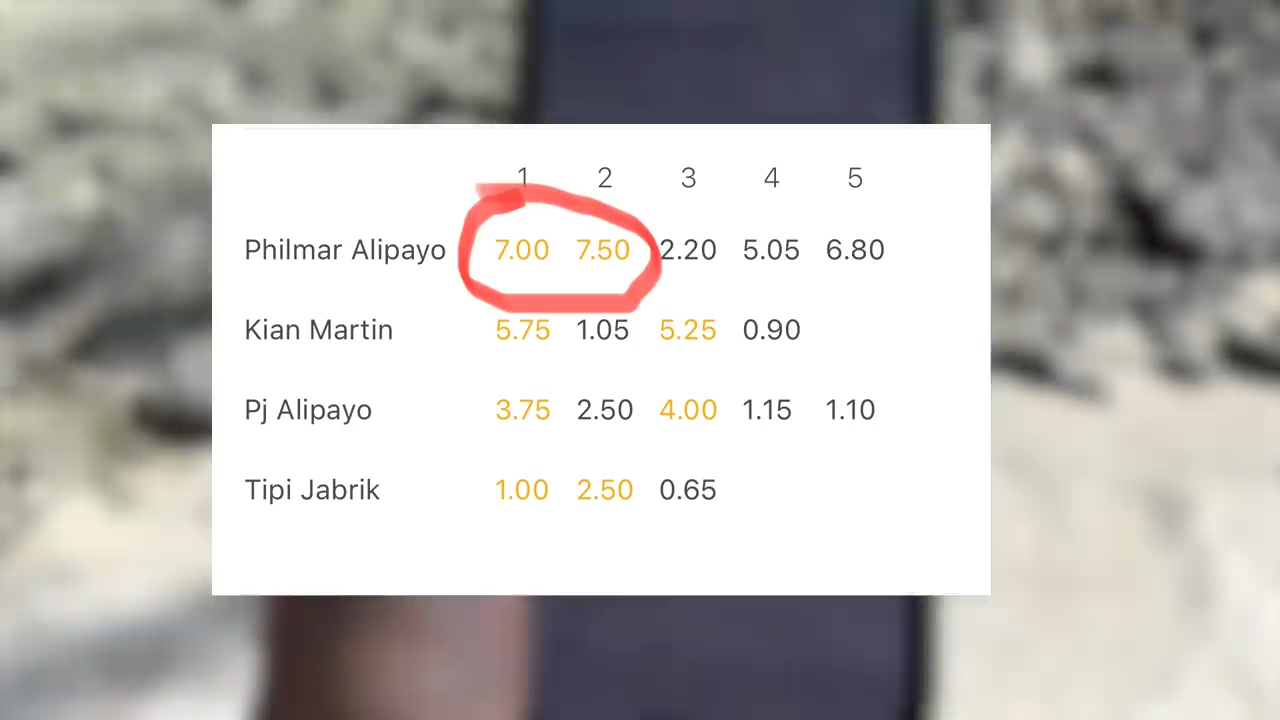 1 2 3 4 5
Philmar Alipayo 7.00 7.50 2.20 5.05 6.80
Kian Martin 5.75 1.05 5.25 0.90
Pj Alipayo 3.75 2.50 4.00 1.15 1.10
Tipi Jabrik 1.00 2.50 0.65